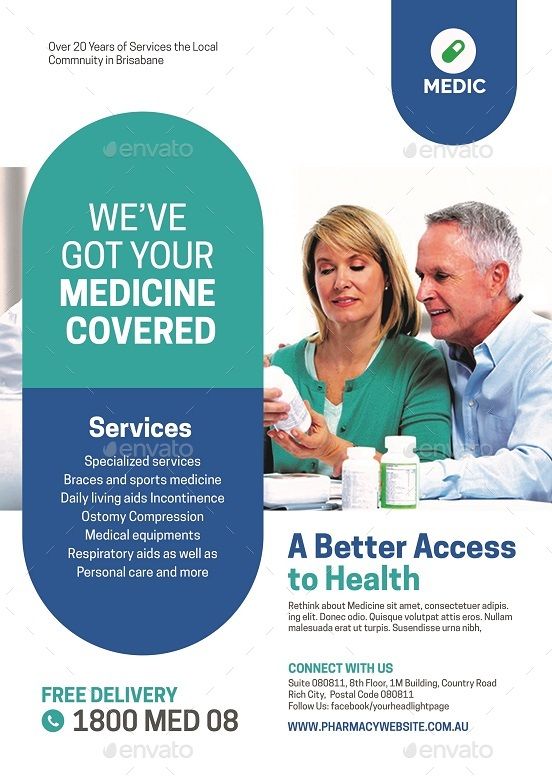 Over 20 Years of Services the Local
Commnuity in Brisabane
MEDIC
WE'VE
GOT YOUR
MEDICINE
COVERED
Services
Specialized services
Braces and sports medicine
Daily living aids Incontinence
Ostomy Compression
Medical equipments
Respiratory aids as well as
Personal care and more
A Better Access
to Health
Rethink about Medicine sit amet, consectetuer adipis.
ing elit. Donec odio. Quisque volutpat attis eros. Nullam
malesuada erat ut turpis. Susendisse urna nibh,
CONNECT WITH US
Suite 080811, 8th Floor, 1M Building, Country Road
Rich City, Postal Code 080811
Follow Us: facebook/yourheadlightpage
WWW.PHARMACYWEBSITE.COM.AU
FREE DELIVERY
1800 MED 08
envato
envato
envato
envato
envato
envato